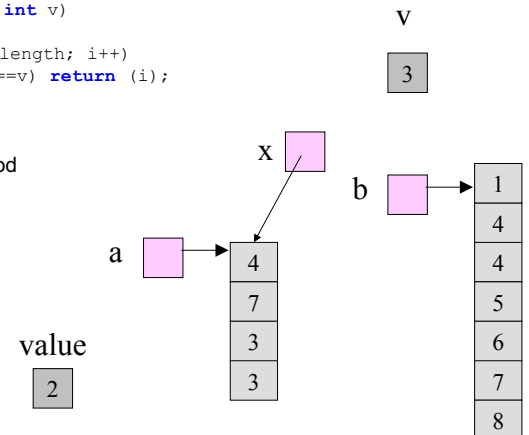 int v)
length; i++)
==v) return (i);
od
v
3
x
b
1
4
4
5
6
7
8
a
4
7
3
3
value
2